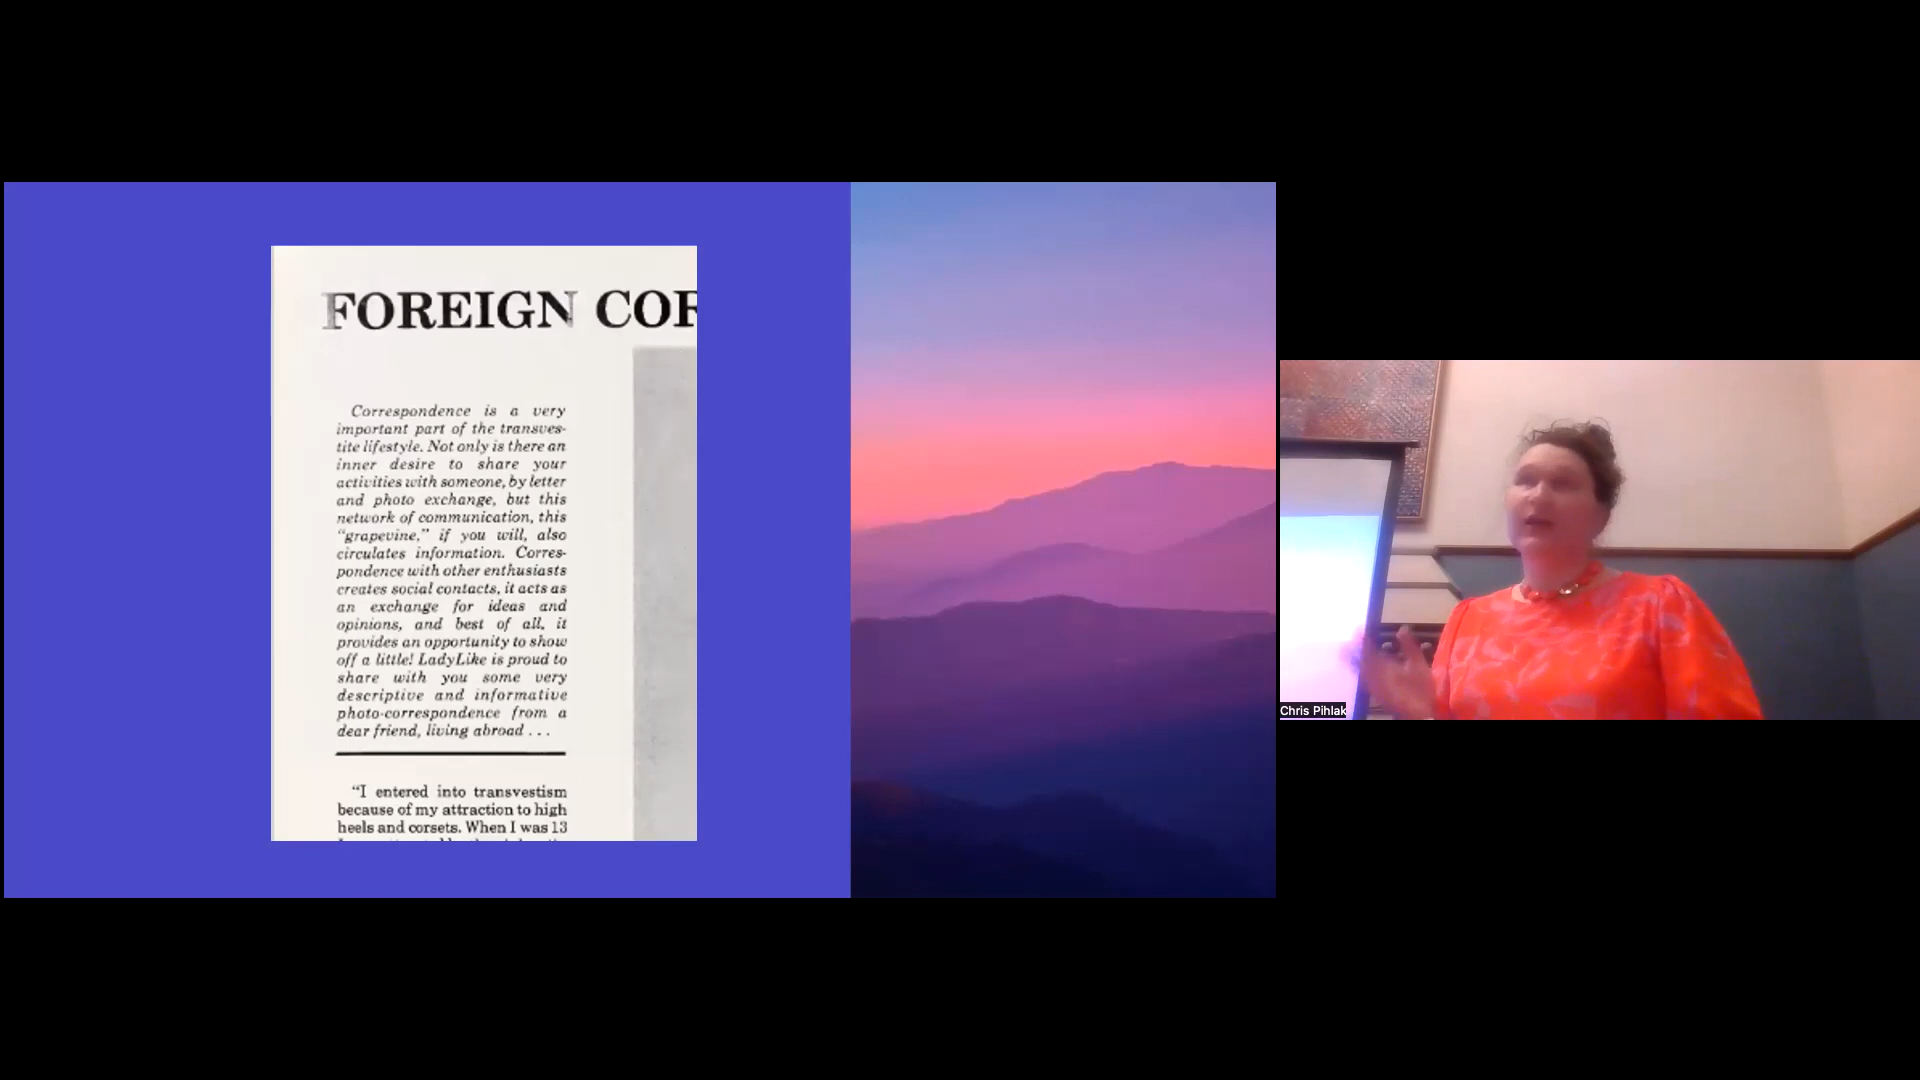 FOREIGN COR
Correspondence is a very
important part of the transves-
tite lifestyle. Not only is there an
inner desire to share your
activities with someone, by letter
and photo exchange, but this
network of communication, this
“grapevine,” if you will, also
circulates information. Corres-
pondence with other enthusiasts
creates social contacts, it acts as
an exchange for ideas and
opinions, and best of all, it
provides an opportunity to show
off a little! LadyLike is proud to
share with you some very
descriptive and informative
photo-correspondence from a
dear friend, living abroad . . .
“I entered into transvestism
because of my attraction to high
heels and corsets. When I was 13
Chris Pihlak